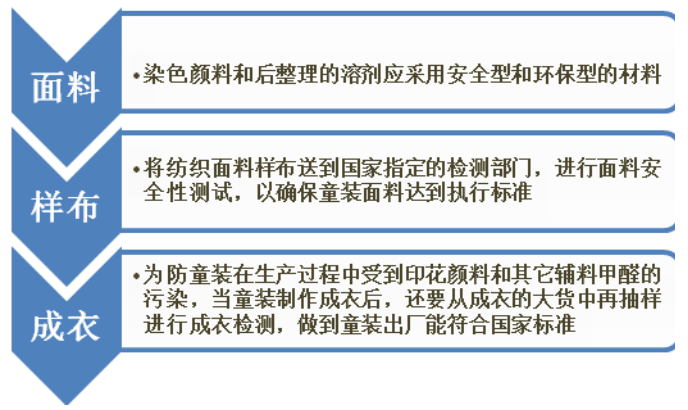 面料
•染色颜料和后整理的溶剂应采用安全型和环保型的材料
样布
•将纺织面料样布送到国家指定的检测部门，进行面料安
全性测试，以确保童装面料达到执行标准
成衣
•为防童装在生产过程中受到印花颜料和其它辅料甲醛的
污染，当童装制作成衣后，还要从成衣的大货中再抽样
进行成衣检测，做到童装出厂能符合国家标准